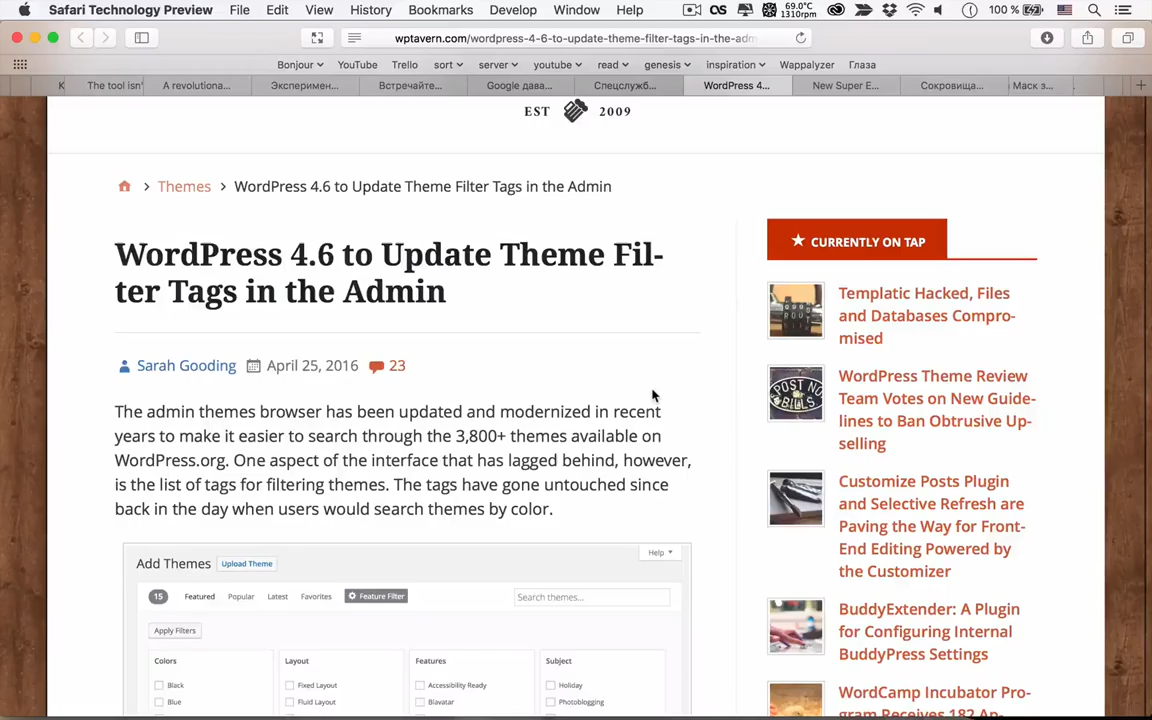 Safari Technology Preview File Edit View History Bookmarks Develop Window Help 69.0°C 1310rpm 100 %
wptavern.com/wordpress-4-6-to-update-theme-filter-tags-in-the-adm
Bonjour YouTube Trello sort server youtube read genesis inspiration Wappalyzer Глаза
K The tool isn' A revolutiona... Эксперимен... Встречайте... Google дава... Спецслужб... WordPress 4... New Super E... Сокровища... Маск з...
EST 2009
Themes WordPress 4.6 to Update Theme Filter Tags in the Admin
WordPress 4.6 to Update Theme Fil-
ter Tags in the Admin
Sarah Gooding April 25, 2016 23
The admin themes browser has been updated and modernized in recent
years to make it easier to search through the 3,800+ themes available on
WordPress.org. One aspect of the interface that has lagged behind, however,
is the list of tags for filtering themes. The tags have gone untouched since
back in the day when users would search themes by color.
Add Themes Upload Theme Help
15 Featured Popular Latest Favorites Feature Filter Search themes...
Apply Filters
Colors Layout Features Subject
Black Fixed Layout Accessibility Ready Holiday
Blue Fluid Layout Blavatar Photoblogging
CURRENTLY ON TAP
Templatic Hacked, Files
and Databases Compro-
mised
WordPress Theme Review
Team Votes on New Guide-
lines to Ban Obtrusive Up-
selling
POST NO
BILLS
Customize Posts Plugin
and Selective Refresh are
Paving the Way for Front-
End Editing Powered by
the Customizer
BuddyExtender: A Plugin
for Configuring Internal
BuddyPress Settings
WordCamp Incubator Pro-
gram Receives 182 Ap-